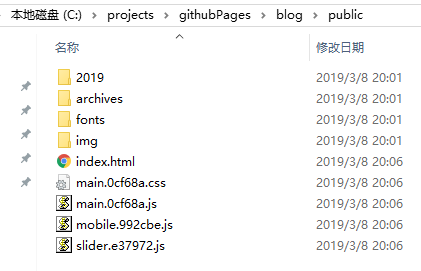 本地磁盘 (C:) > projects > githubPages > blog > public
名称 修改日期
2019 2019/3/8 20:01
archives 2019/3/8 20:01
fonts 2019/3/8 20:01
img 2019/3/8 20:01
index.html 2019/3/8 20:06
main.0cf68a.css 2019/3/8 20:06
main.0cf68a.js 2019/3/8 20:06
mobile.992cbe.js 2019/3/8 20:06
slider.e37972.js 2019/3/8 20:06